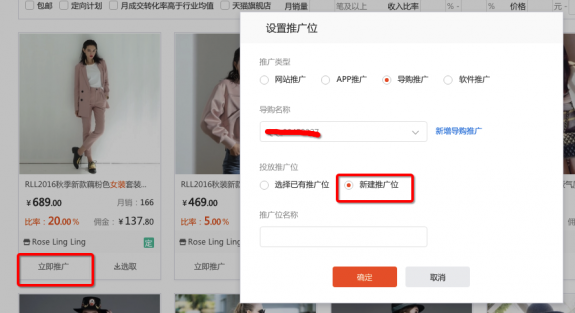 包邮 定向计划 月成交转化率高于行业均值 天猫旗舰店 月销量 笔及以上 收入比率 % - % 价格 元 -
设置推广位
推广类型
网站推广 APP推广 导购推广 软件推广
导购名称
新增导购推广
投放推广位
选择已有推广位 新建推广位
推广位名称
确定 取消
RLL2016秋季新款藕粉色女装套装...
¥689.00 月销：166
比率：20.00% 佣金：¥137.80
Rose Ling Ling 定
立即推广 选取
RLL2016秋装新款
¥469.00
比率：5.00%
Rose Ling Ling
立即推广